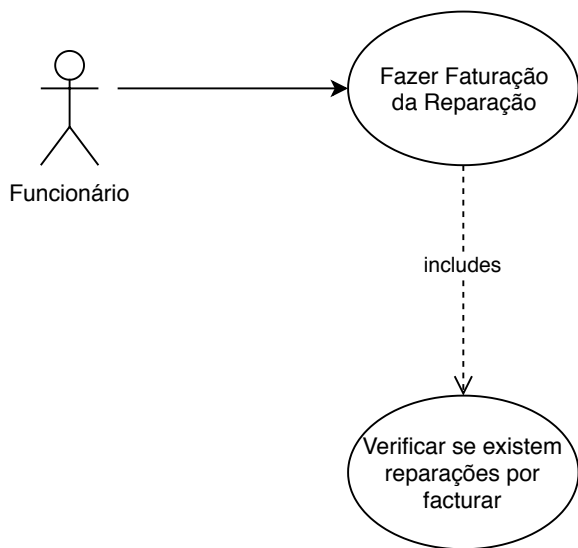 Fazer Faturação
da Reparação
Funcionário
includes
Verificar se existem
reparações por
facturar